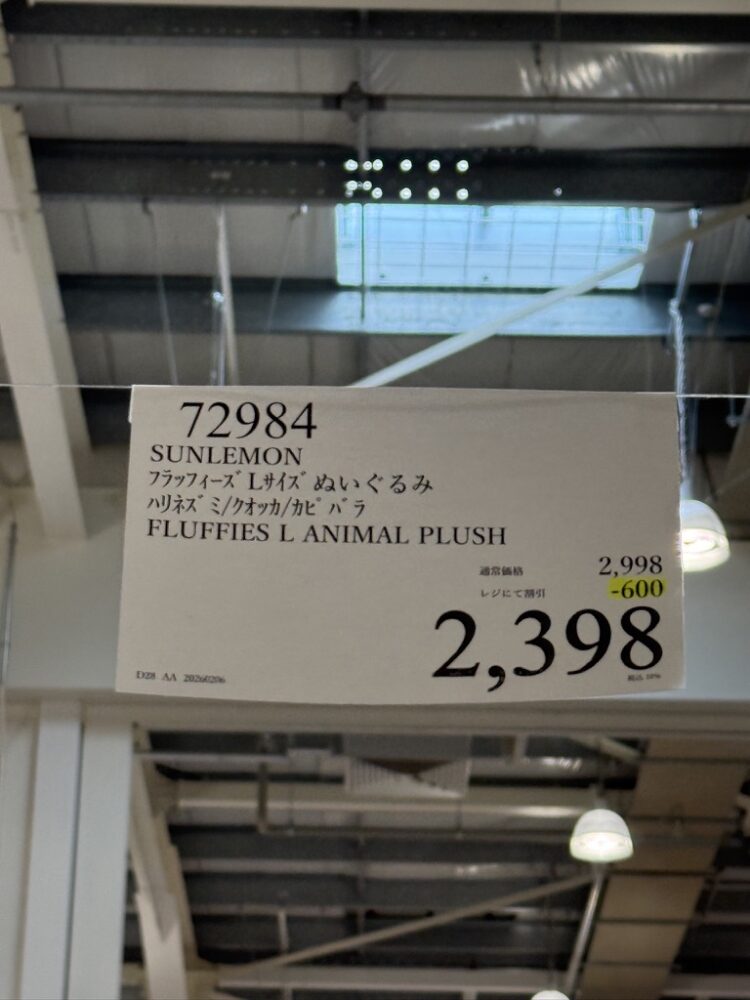 72984
SUNLEMON
フラッフィーズ Lサイズ ぬいぐるみ
ハリネズミ/クオッカ/カピバラ
FLUFFIES L ANIMAL PLUSH
通常価格 2,998
レジにて割引 -600
2,398
D28 AA 20260206 税込 10%